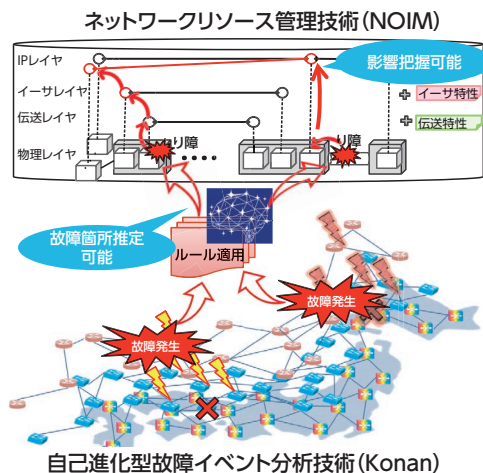 ネットワークリソース管理技術(NOIM)
IPレイヤ
影響把握可能
イーサレイヤ
+ イーサ特性
伝送レイヤ
+ 伝送特性
物理レイヤ
り障
り障
故障箇所推定
可能
ルール適用
故障発生
故障発生
自己進化型故障イベント分析技術(Konan)